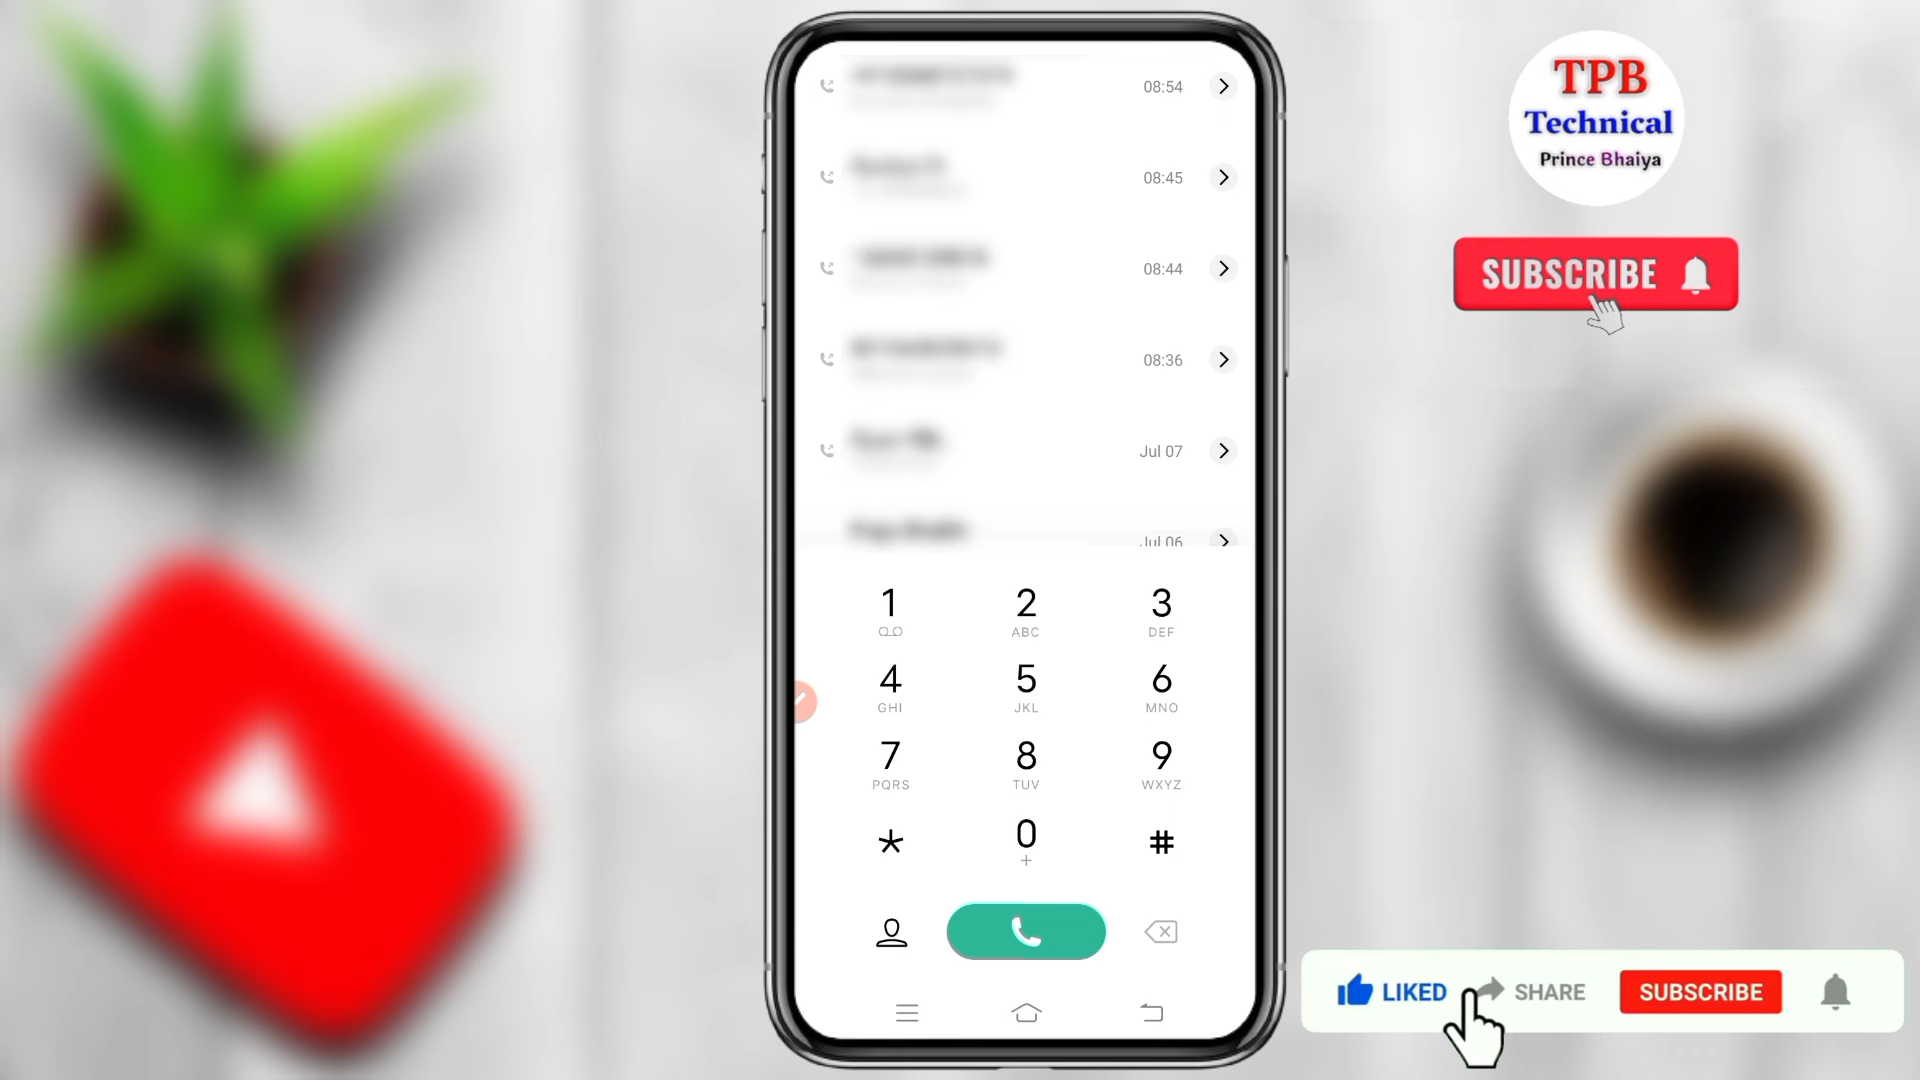 08:54
08:45
08:44
08:36
Jul 07
Jul 06
1 2 3
ABC DEF
4 5 6
GHI JKL MNO
7 8 9
PQRS TUV WXYZ
* 0 #
+
TPB
Technical
Prince Bhaiya
SUBSCRIBE
LIKED SHARE SUBSCRIBE